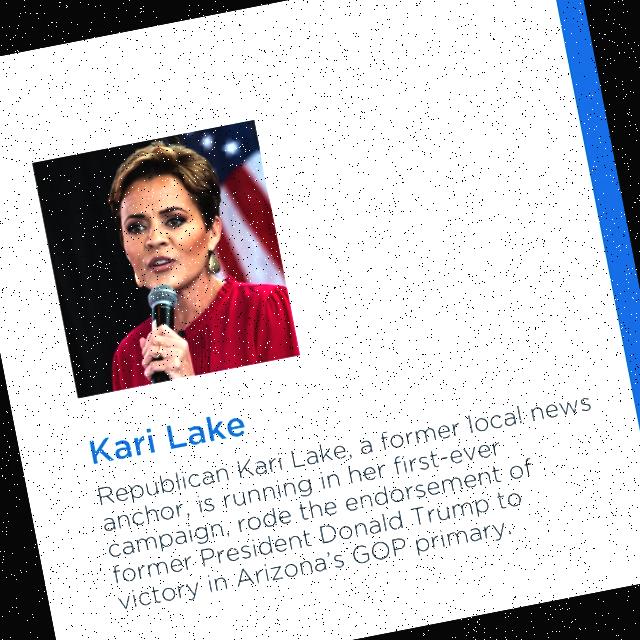 Kari Lake
Republican Kari Lake, a former local news
anchor, is running in her first-ever
campaign, rode the endorsement of
former President Donald Trump to
victory in Arizona's GOP primary.